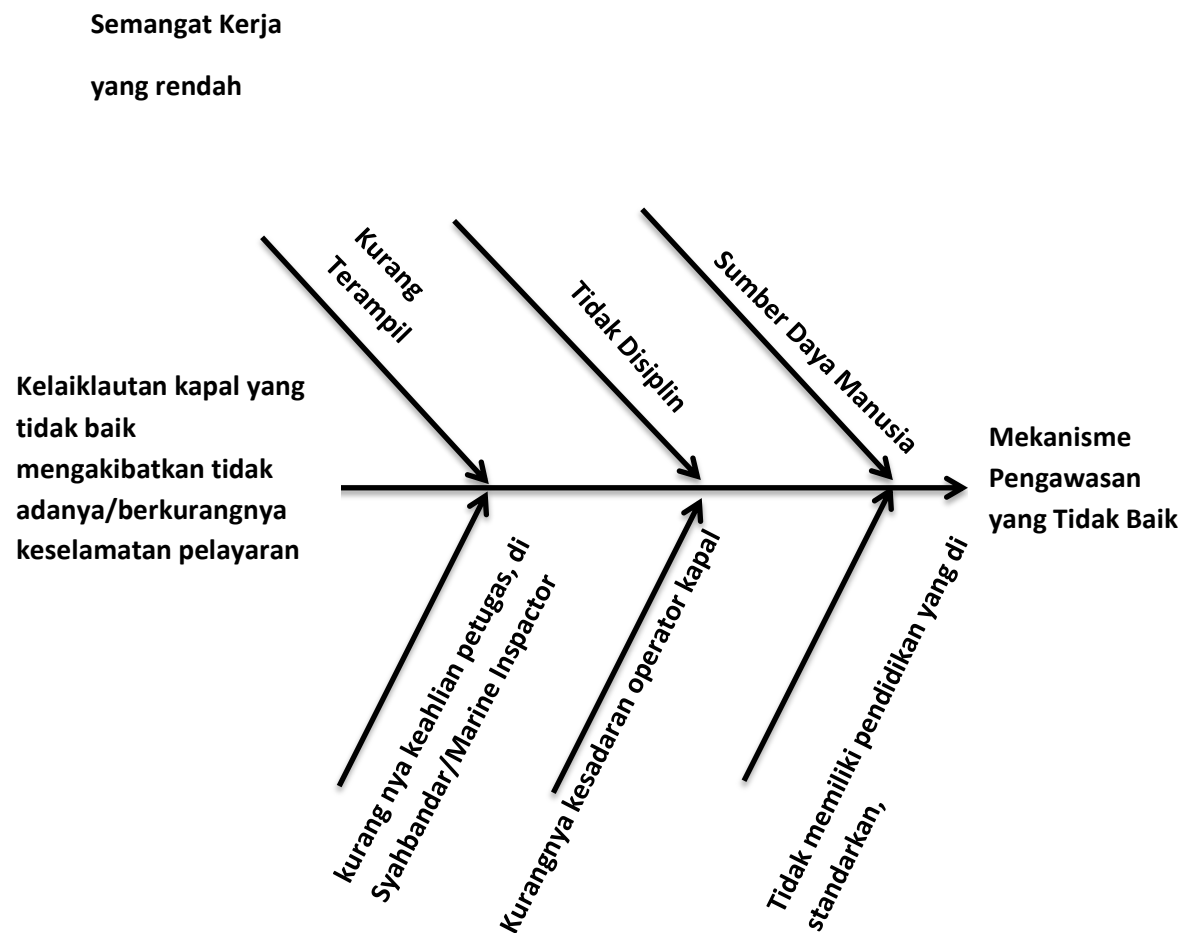 Semangat Kerja
yang rendah
Kurang
Terampil
Tidak Disiplin
Sumber Daya Manusia
Kelaiklautan kapal yang
tidak baik
mengakibatkan tidak
adanya/berkurangnya
keselamatan pelayaran
Mekanisme
Pengawasan
yang Tidak Baik
kurang nya keahlian petugas, di
Syahbandar/Marine Inspactor
Kurangnya kesadaran operator kapal
Tidak memiliki pendidikan yang di
standarkan,